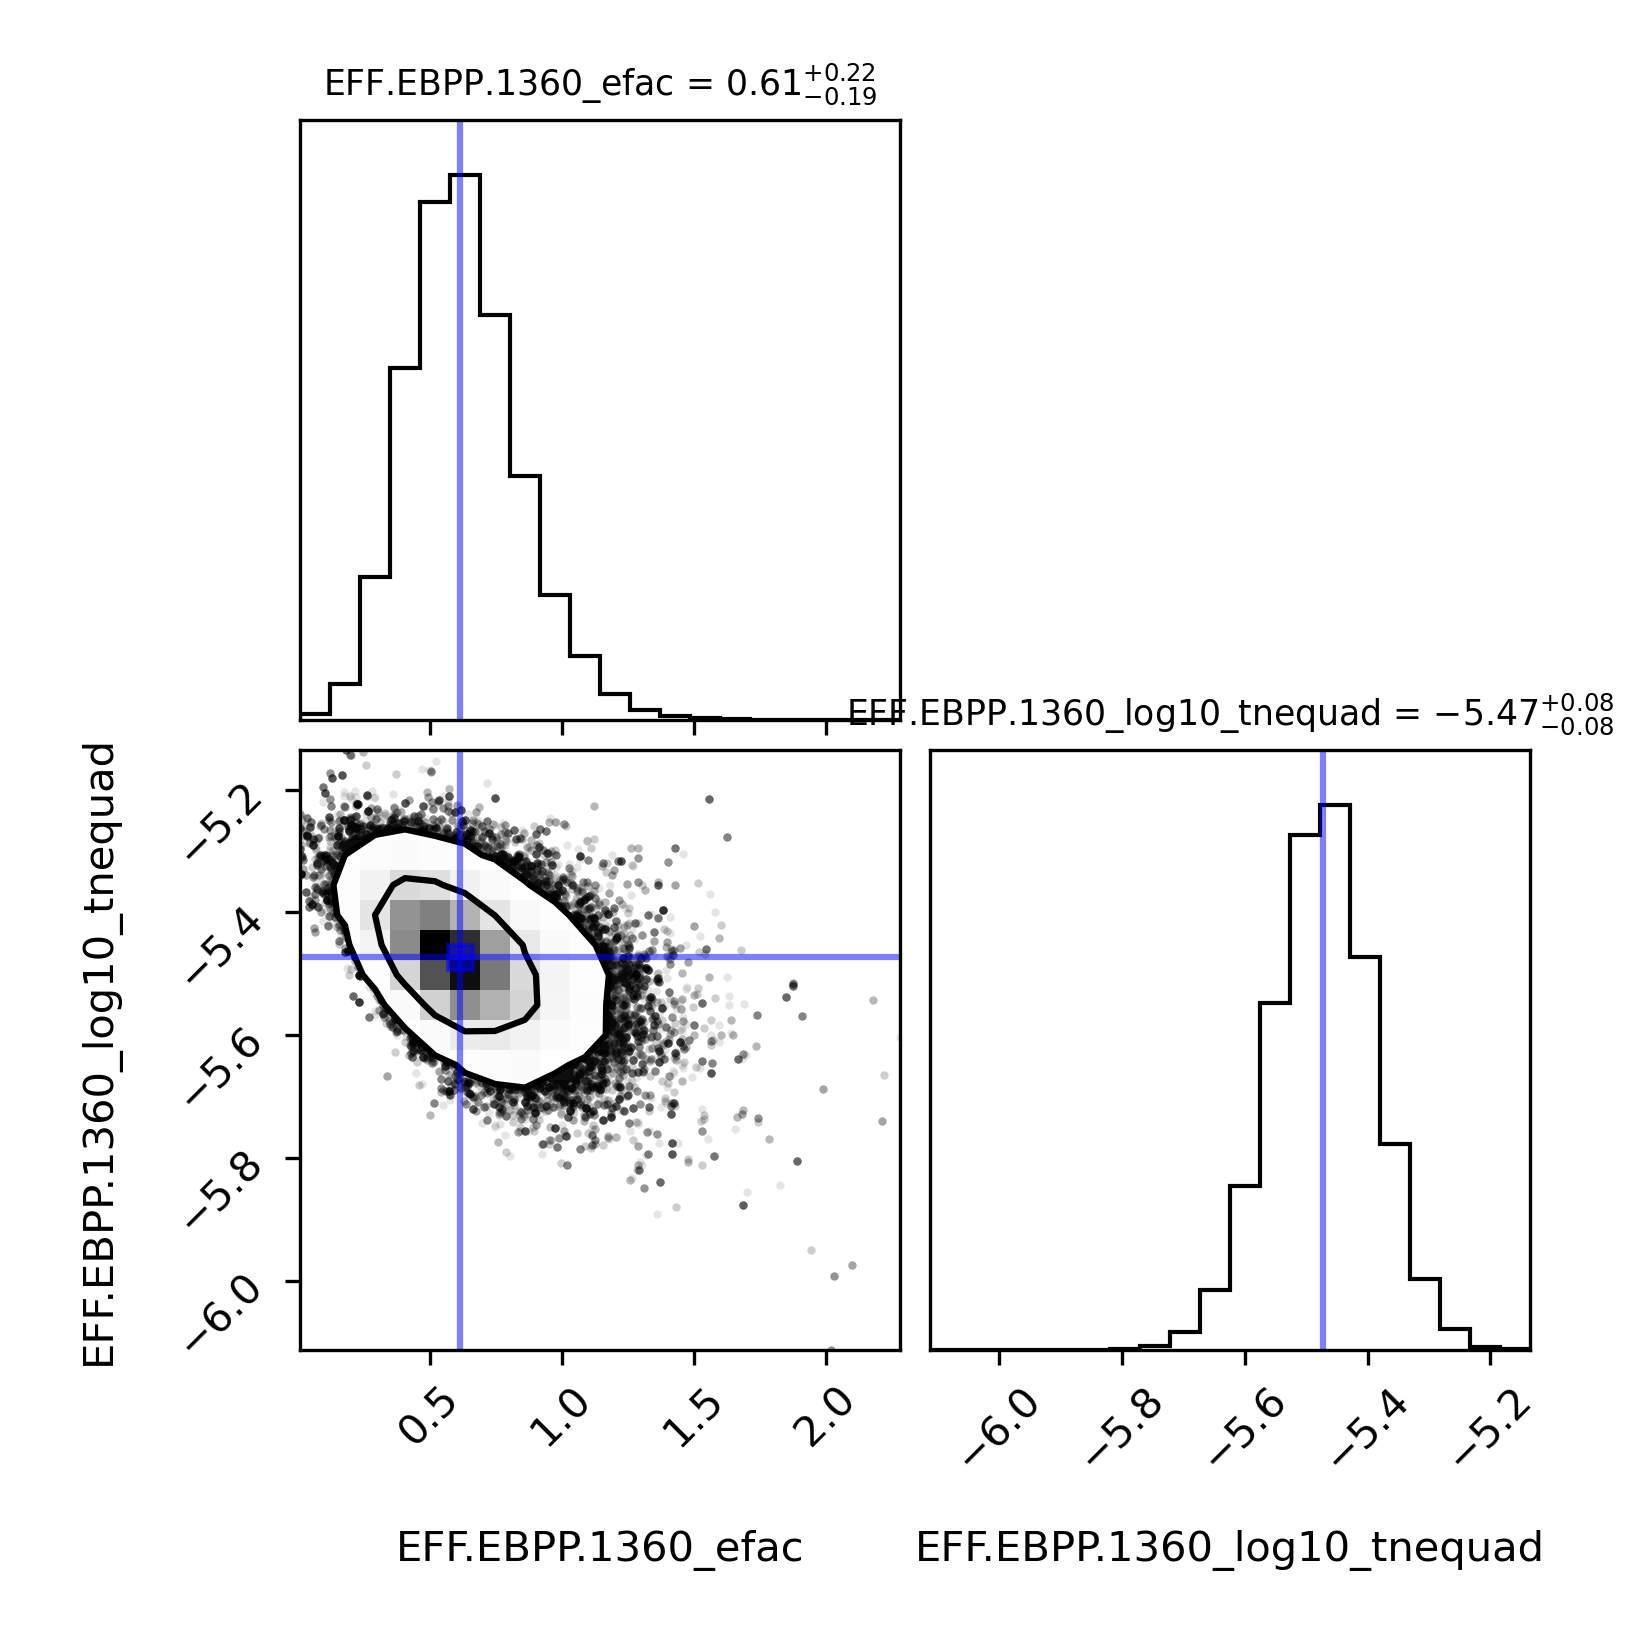 EFF.EBPP.1360_efac = 0.61+0.22 −0.19
EFF.EBPP.1360_log10_tnequad = −5.47+0.08 −0.08
EFF.EBPP.1360_log10_tnequad
−5.2
−5.4
−5.6
−5.8
−6.0
0.5 1.0 1.5 2.0
−6.0 −5.8 −5.6 −5.4 −5.2
EFF.EBPP.1360_efac
EFF.EBPP.1360_log10_tnequad